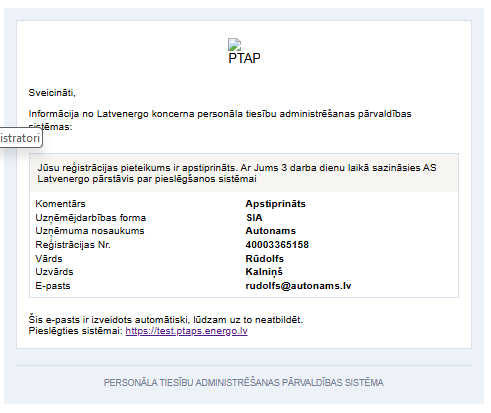 PTAP
Sveicināti,
Informācija no Latvenergo koncerna personāla tiesību administrēšanas pārvaldības
sistēmas:
istratori
Jūsu reģistrācijas pieteikums ir apstiprināts. Ar Jums 3 darba dienu laikā sazināsies AS
Latvenergo pārstāvis par pieslēgšanos sistēmai
Komentārs Apstiprināts
Uzņēmējdarbības forma SIA
Uzņēmuma nosaukums Autonams
Reģistrācijas Nr. 40003365158
Vārds Rūdolfs
Uzvārds Kalniņš
E-pasts rudolfs@autonams.lv
Šis e-pasts ir izveidots automātiski, lūdzam uz to neatbildēt.
Pieslēgties sistēmai: https://test.ptaps.energo.lv
PERSONĀLA TIESĪBU ADMINISTRĒŠANAS PĀRVALDĪBAS SISTĒMA